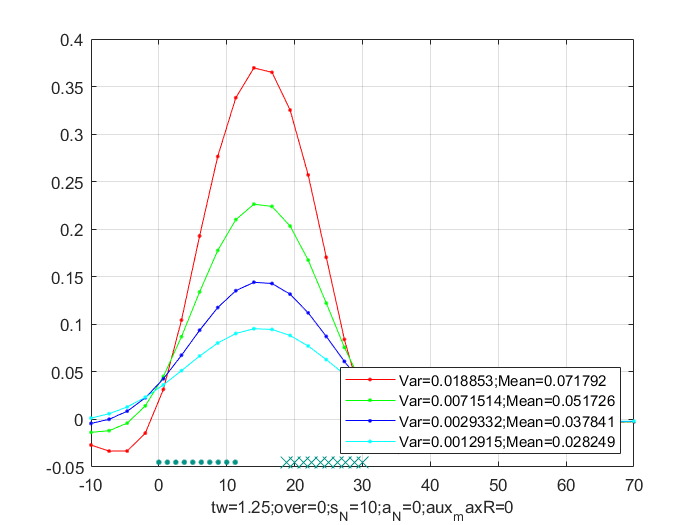 0.4
0.35
0.3
0.25
0.2
0.15
0.1
0.05
0
-0.05
Var=0.018853;Mean=0.071792
Var=0.0071514;Mean=0.051726
Var=0.0029332;Mean=0.037841
Var=0.0012915;Mean=0.028249
-10 0 10 20 30 40 50 60 70
tw=1.25;over=0;s_N=10;a_N=0;aux_maxR=0